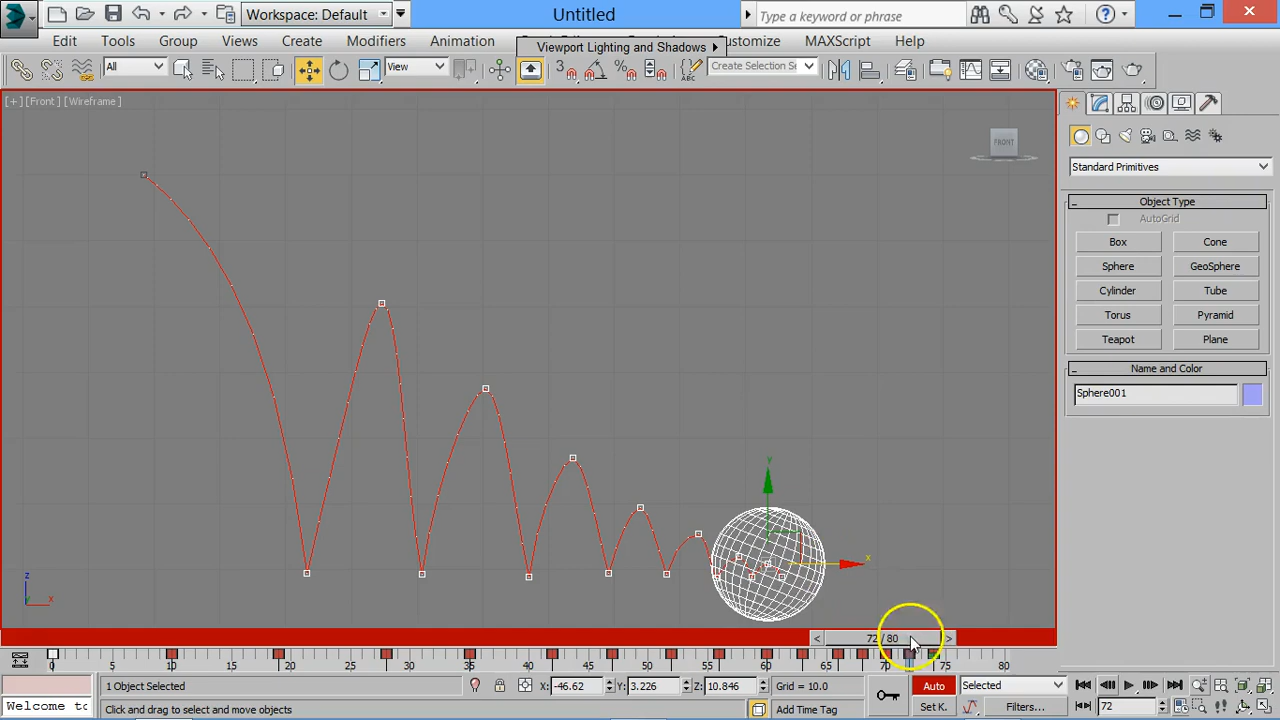 Workspace: Default
Untitled
Type a keyword or phrase
Edit Tools Group Views Create Modifiers Animation Customize MAXScript Help
Viewport Lighting and Shadows
All
View
3
Create Selection Se
[+] [Front] [Wireframe]
FRONT
Standard Primitives
Object Type
AutoGrid
Box Cone
Sphere GeoSphere
Cylinder Tube
Torus Pyramid
Teapot Plane
Name and Color
Sphere001
y
x
z
x
72 / 80
0 5 10 15 20 25 30 35 40 45 50 55 60 65 70 75 80
1 Object Selected
X: -46.62 Y: 3.226 Z: 10.846 Grid = 10.0
Auto Selected
Welcome to
Click and drag to select and move objects
Add Time Tag
Set K. Filters... 72